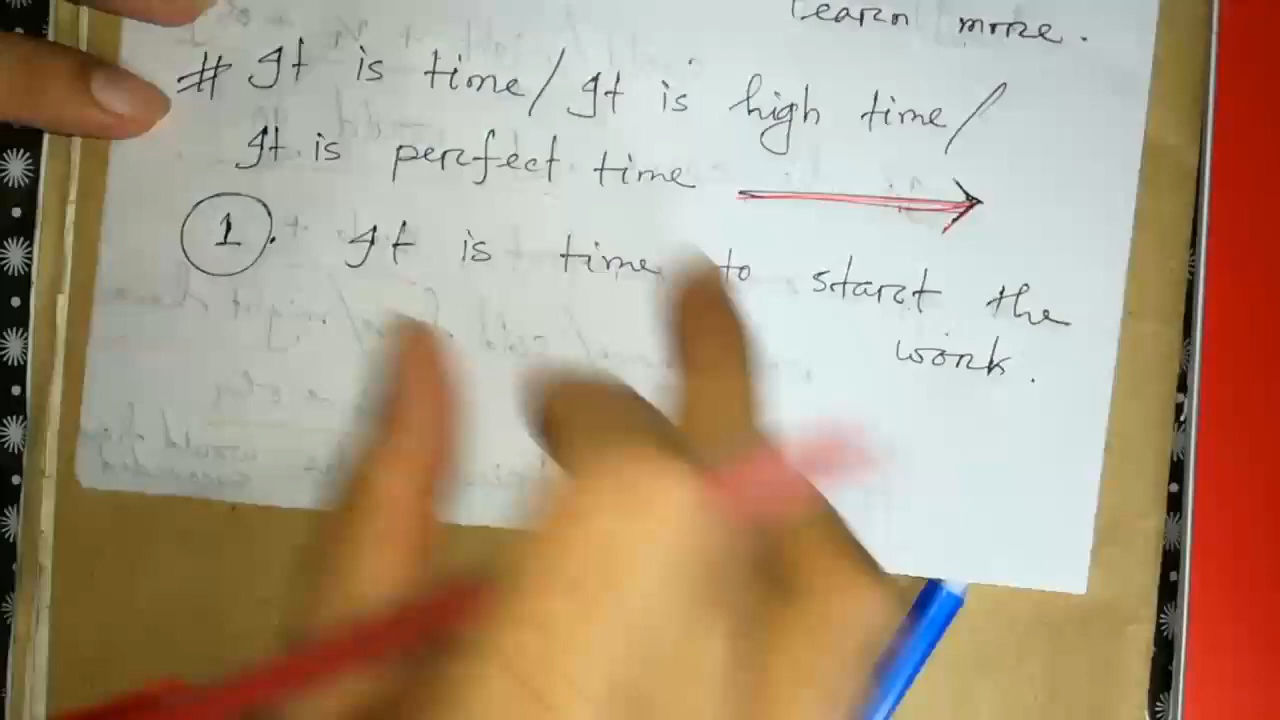 learn more.
# It is time/It is high time/
It is perfect time
1. It is time to start the
work.